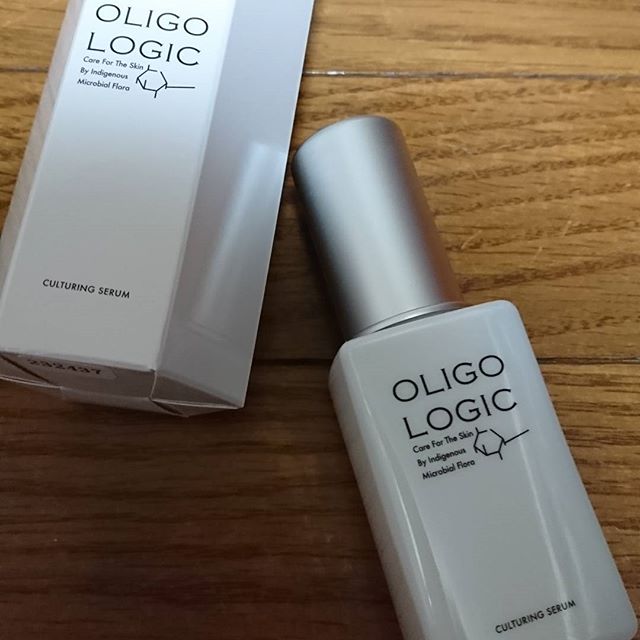 OLIGO
LOGIC
Care For The Skin
By Indigenous
Microbial Flora
CULTURING SERUM
OLIGO
LOGIC
Care For The Skin
By Indigenous
Microbial Flora
CULTURING SERUM